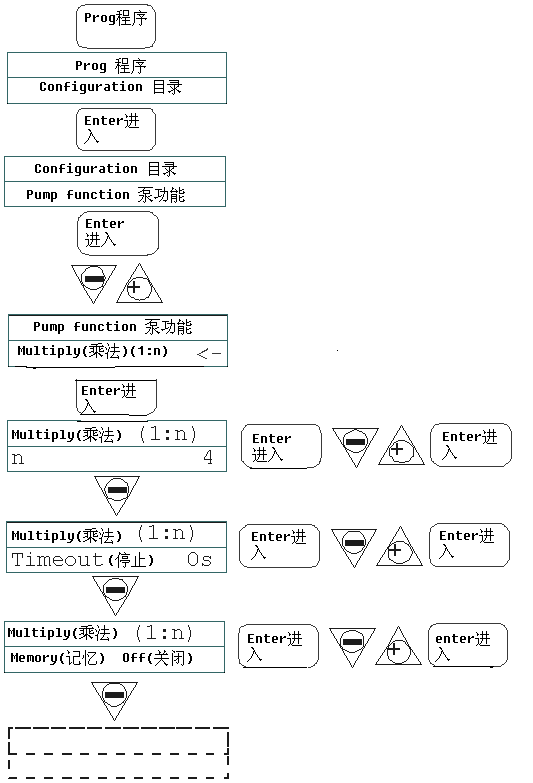 Prog程序
Prog 程序
Configuration 目录
Enter进
入
Configuration 目录
Pump function 泵功能
Enter
进入
Pump function 泵功能
Multiply(乘法)(1:n) <-
Enter进
入
Multiply(乘法) (1:n)
n 4
Enter
进入
Enter进
入
Multiply(乘法) (1:n)
Timeout(停止) 0s
Enter进
入
Enter进
入
Multiply(乘法) (1:n)
Memory(记忆) Off(关闭)
Enter进
入
enter进
入